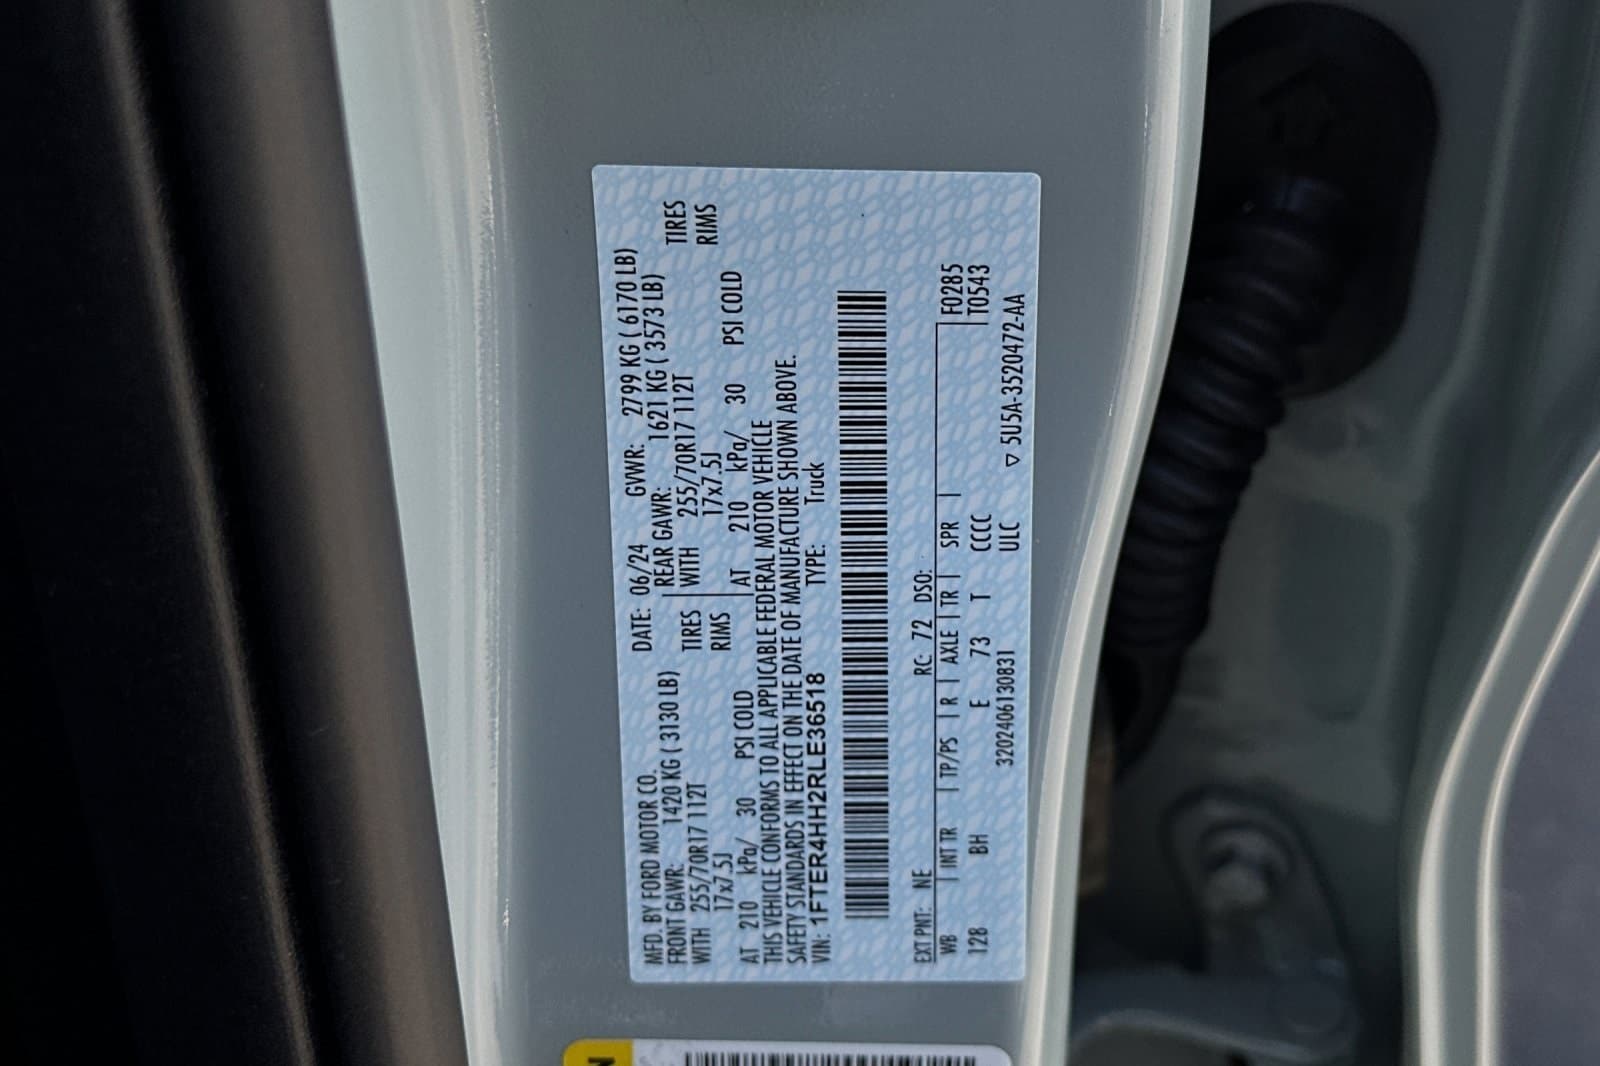 MFD. BY FORD MOTOR CO. DATE: 06/24 GVWR: 2799 KG ( 6170 LB)
FRONT GAWR: 1420 KG ( 3130 LB) REAR GAWR: 1621 KG ( 3573 LB)
WITH 255/70R17 112T TIRES WITH 255/70R17 112T TIRES
17x7.5J RIMS 17x7.5J RIMS
AT 210 kPa/ 30 PSI COLD AT 210 kPa/ 30 PSI COLD
THIS VEHICLE CONFORMS TO ALL APPLICABLE FEDERAL MOTOR VEHICLE
SAFETY STANDARDS IN EFFECT ON THE DATE OF MANUFACTURE SHOWN ABOVE.
VIN: 1FTER4HH2RLE36518 TYPE: Truck
EXT PNT: NE RC: 72 DSO:
WB | INT TR | TP/PS | R | AXLE | TR | SPR | F0285
128 BH E 73 T CCCC T0543
3202406130831 ULC ▽ 5U5A-3520472-AA
N